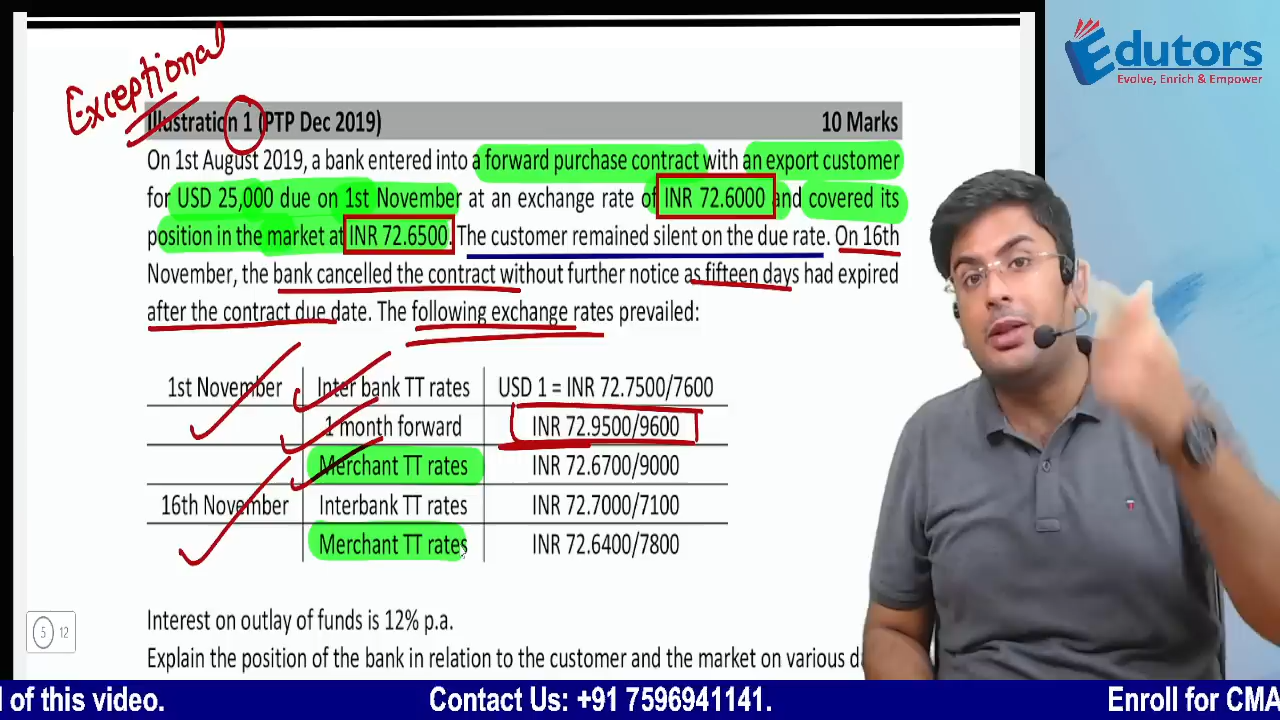 Exceptional
Edutors
Evolve, Enrich & Empower
Illustration 1 (PTP Dec 2019) 10 Marks
On 1st August 2019, a bank entered into a forward purchase contract with an export customer
for USD 25,000 due on 1st November at an exchange rate of INR 72.6000 and covered its
position in the market at INR 72.6500. The customer remained silent on the due rate. On 16th
November, the bank cancelled the contract without further notice as fifteen days had expired
after the contract due date. The following exchange rates prevailed:
1st November Inter bank TT rates USD 1 = INR 72.7500/7600
1 month forward INR 72.9500/9600
Merchant TT rates INR 72.6700/9000
16th November Interbank TT rates INR 72.7000/7100
Merchant TT rates INR 72.6400/7800
Interest on outlay of funds is 12% p.a.
5 12
Explain the position of the bank in relation to the customer and the market on various
d of this video. Contact Us: +91 7596941141. Enroll for CMA